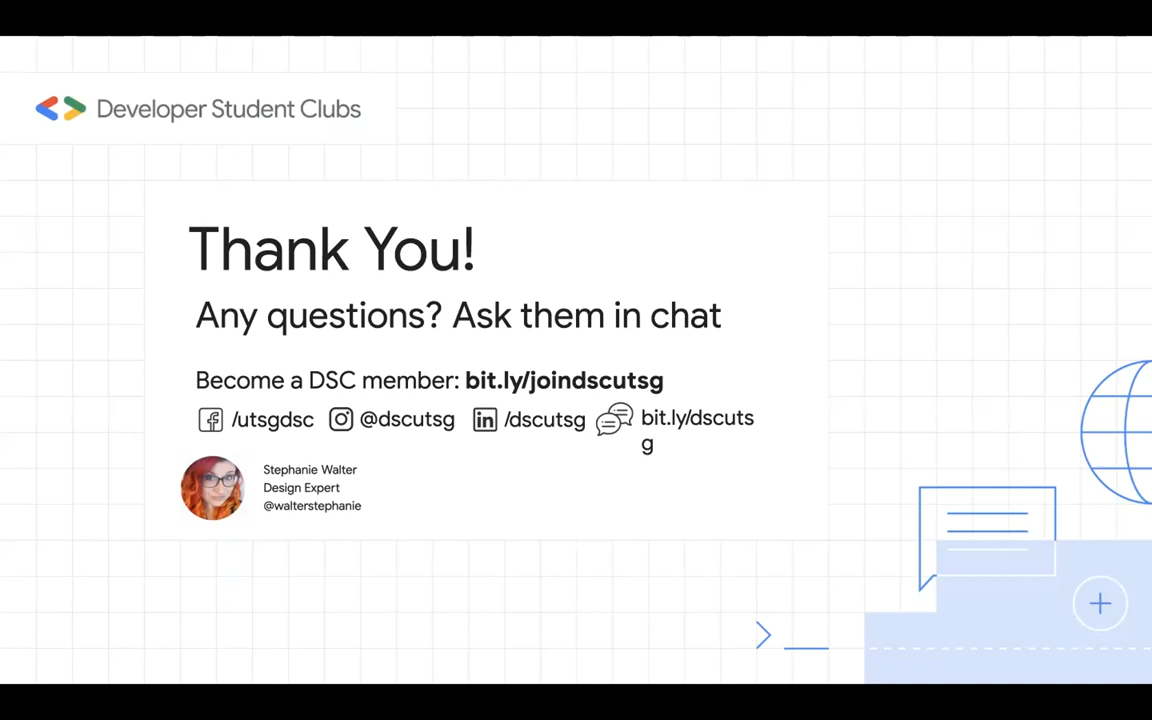 Developer Student Clubs
Thank You!
Any questions? Ask them in chat
Become a DSC member: bit.ly/joindscutsg
/utsgdsc @dscutsg /dscutsg bit.ly/dscuts
g
Stephanie Walter
Design Expert
@walterstephanie